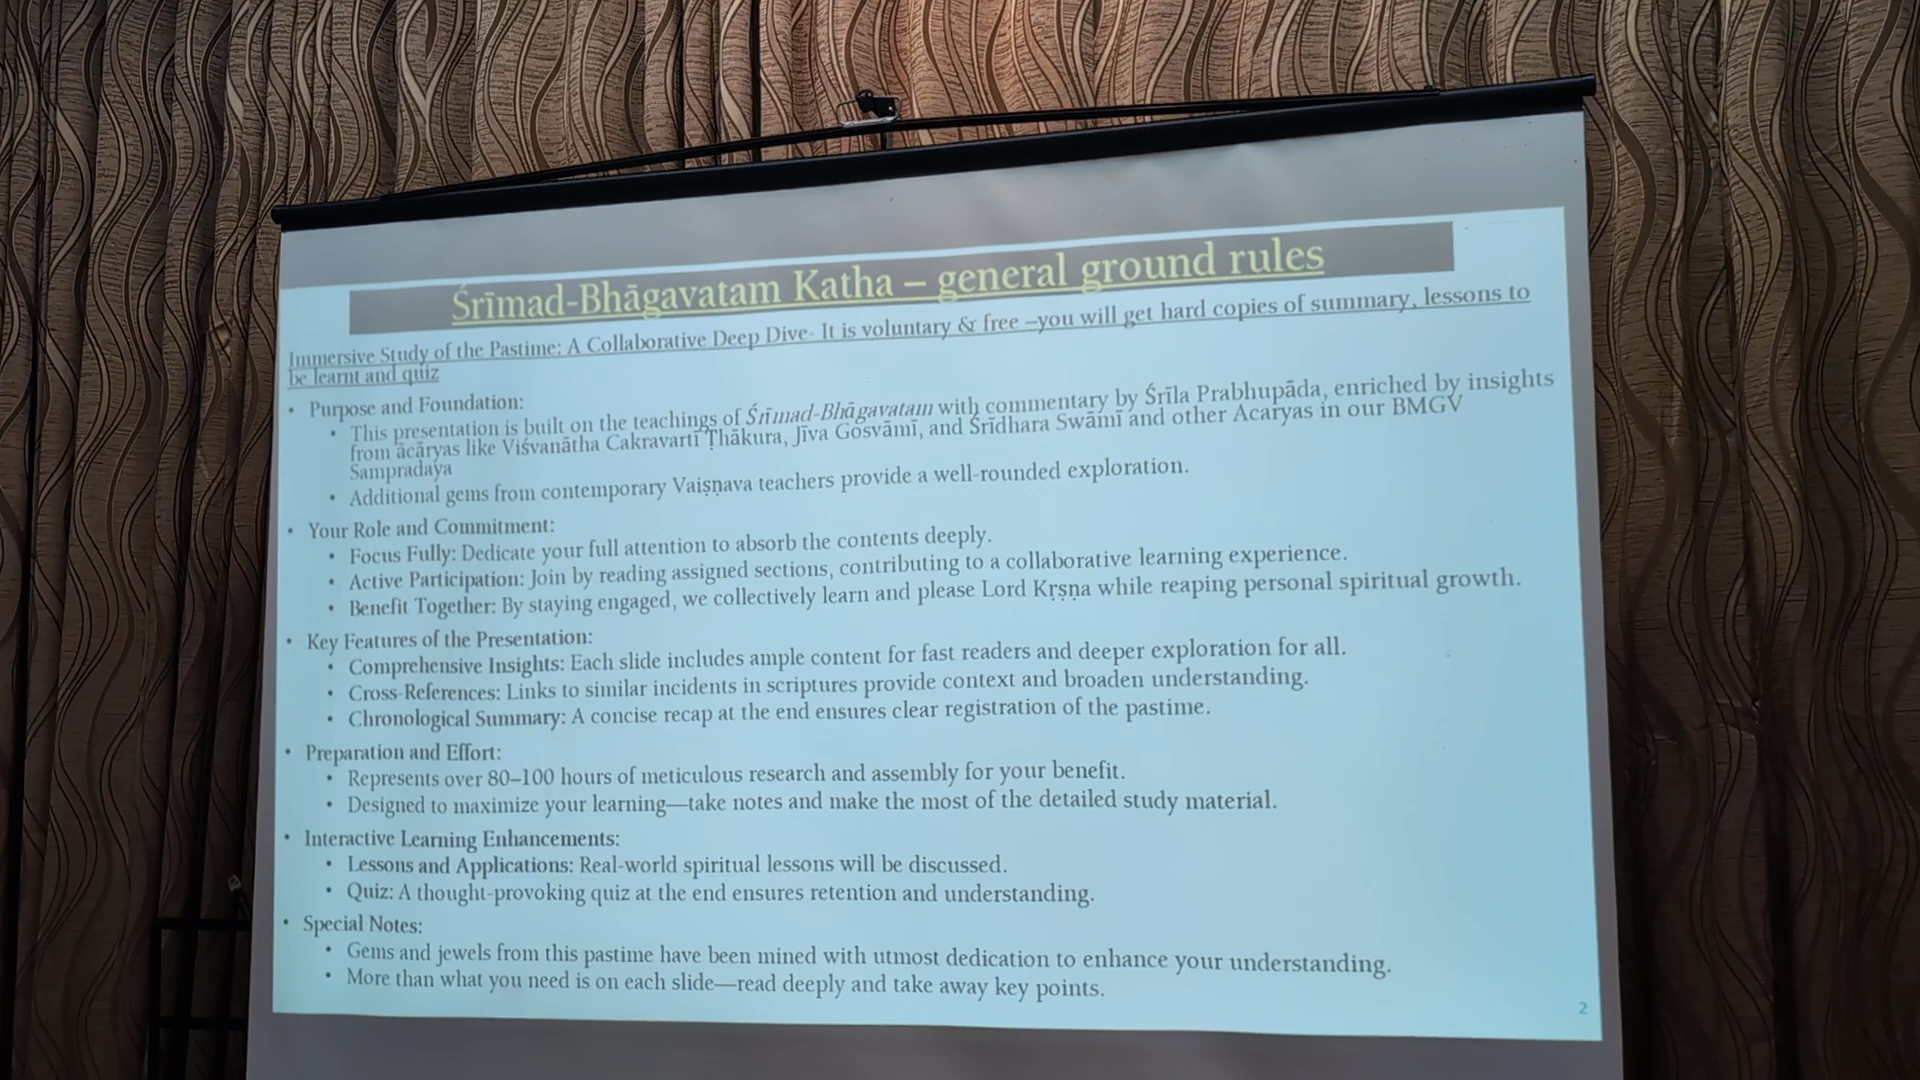 Śrīmad-Bhāgavatam Katha – general ground rules
Immersive Study of the Pastime: A Collaborative Deep Dive- It is voluntary & free –you will get hard copies of summary, lessons to
be learnt and quiz
• Purpose and Foundation:
• This presentation is built on the teachings of Śrīmad-Bhāgavatam with commentary by Śrīla Prabhupāda, enriched by insights
from ācāryas like Viśvanātha Cakravartī Ṭhākura, Jīva Gosvāmī, and Śrīdhara Swāmī and other Acaryas in our BMGV
Sampradaya
• Additional gems from contemporary Vaiṣṇava teachers provide a well-rounded exploration.
• Your Role and Commitment:
• Focus Fully: Dedicate your full attention to absorb the contents deeply.
• Active Participation: Join by reading assigned sections, contributing to a collaborative learning experience.
• Benefit Together: By staying engaged, we collectively learn and please Lord Kṛṣṇa while reaping personal spiritual growth.
• Key Features of the Presentation:
• Comprehensive Insights: Each slide includes ample content for fast readers and deeper exploration for all.
• Cross-References: Links to similar incidents in scriptures provide context and broaden understanding.
• Chronological Summary: A concise recap at the end ensures clear registration of the pastime.
• Preparation and Effort:
• Represents over 80–100 hours of meticulous research and assembly for your benefit.
• Designed to maximize your learning—take notes and make the most of the detailed study material.
• Interactive Learning Enhancements:
• Lessons and Applications: Real-world spiritual lessons will be discussed.
• Quiz: A thought-provoking quiz at the end ensures retention and understanding.
• Special Notes:
• Gems and jewels from this pastime have been mined with utmost dedication to enhance your understanding.
• More than what you need is on each slide—read deeply and take away key points.
2